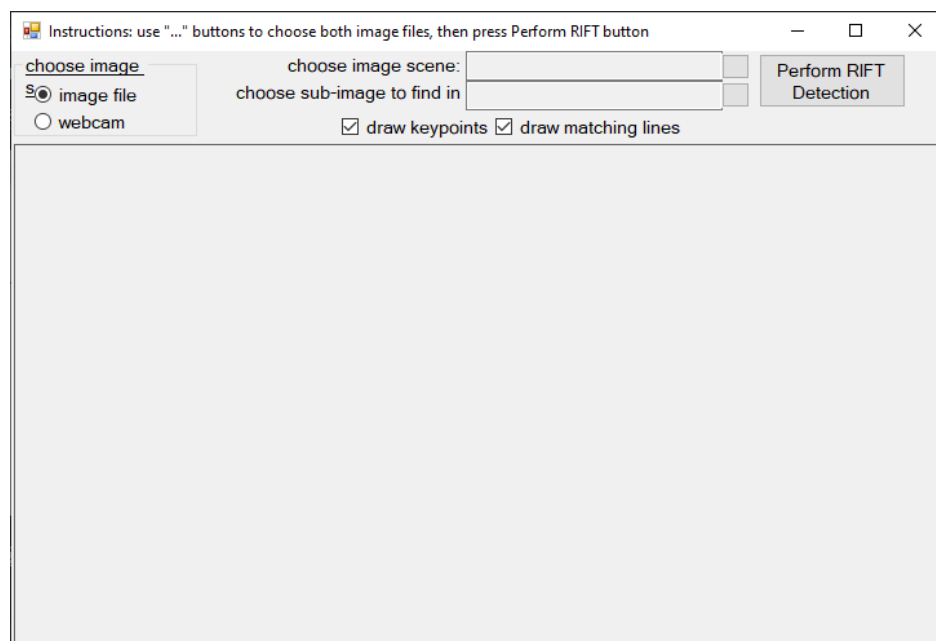 Instructions: use "..." buttons to choose both image files, then press Perform RIFT button
choose image
S
image file
webcam
choose image scene:
choose sub-image to find in
draw keypoints
draw matching lines
Perform RIFT
Detection